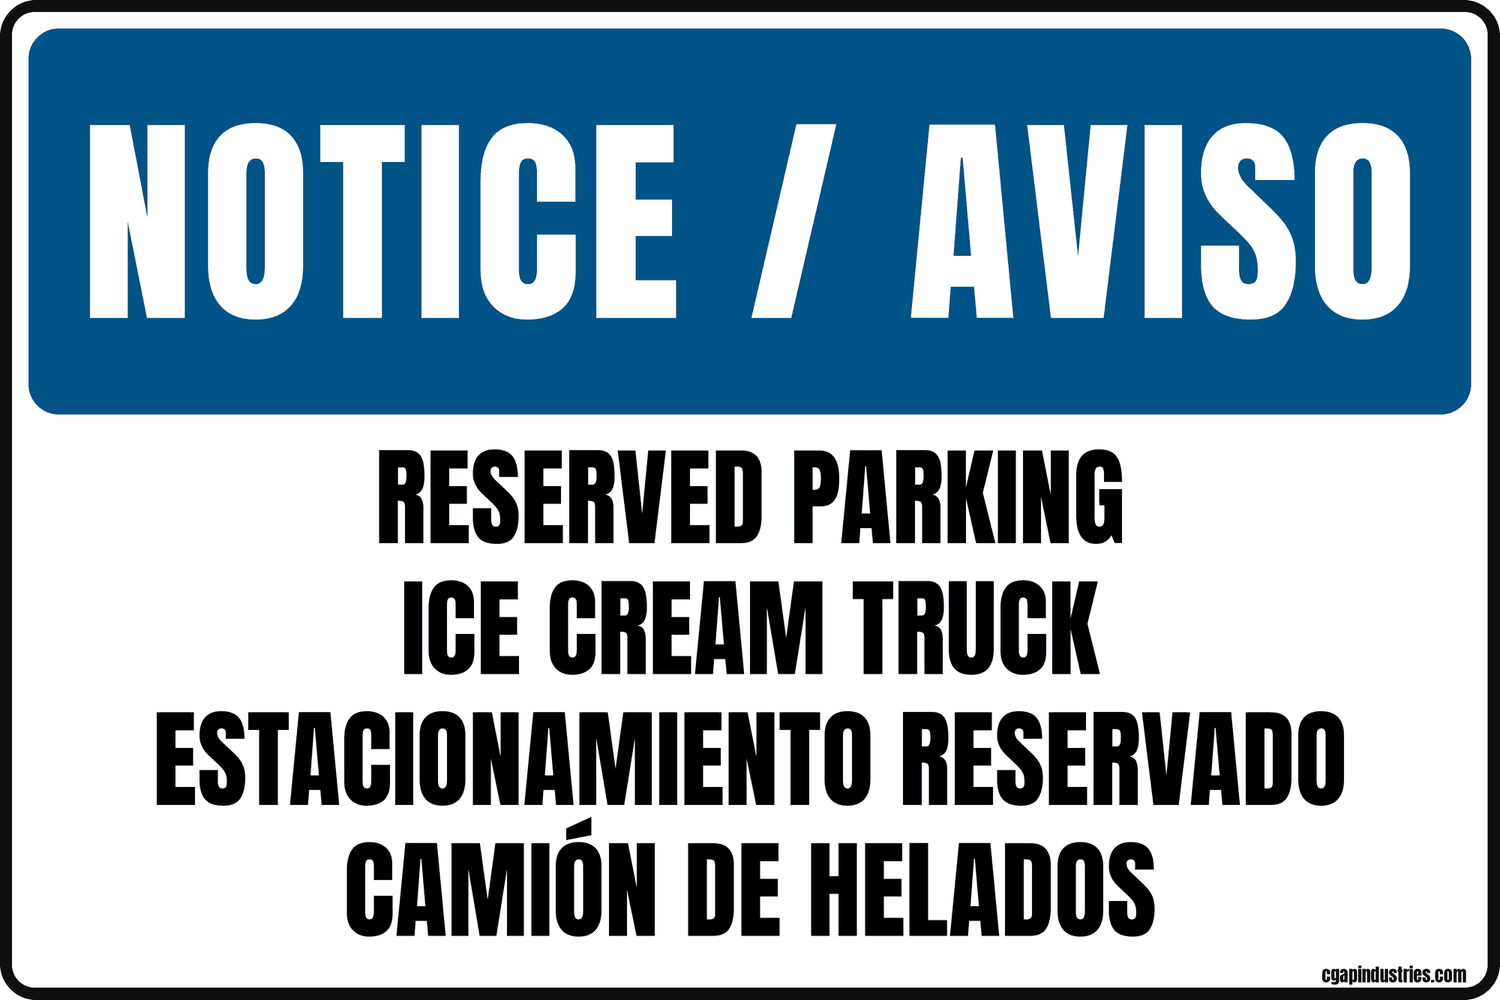 NOTICE / AVISO
RESERVED PARKING
ICE CREAM TRUCK
ESTACIONAMIENTO RESERVADO
CAMIÓN DE HELADOS
cgapindustries.com